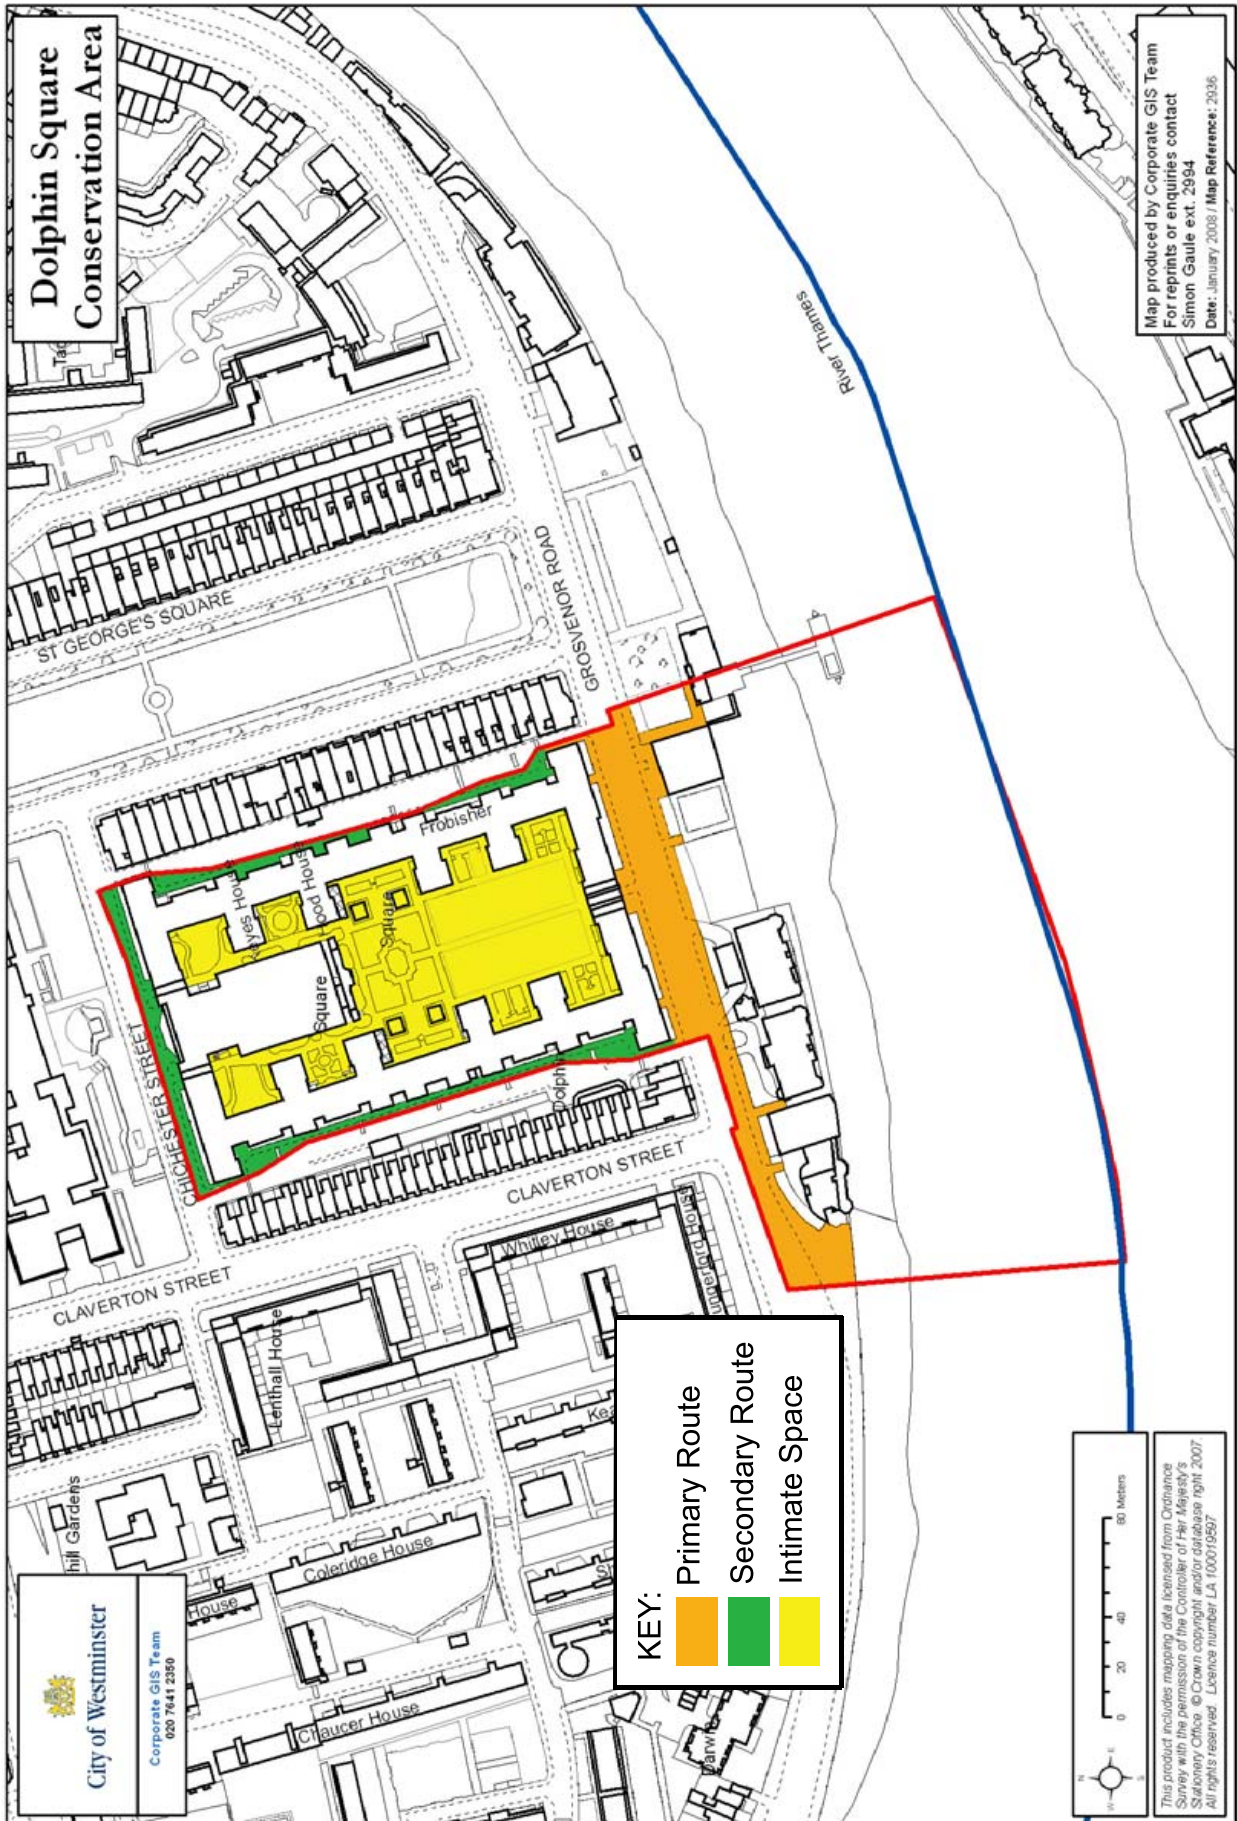 Dolphin Square
Conservation Area
Map produced by Corporate GIS Team
For reprints or enquiries contact
Simon Gaule ext. 2994
Date: January 2008 / Map Reference: 2936
City of Westminster
Corporate GIS Team
020 7641 2350
ST GEORGE'S SQUARE
GROSVENOR ROAD
River Thames
CHICHESTER STREET
Frobisher
Square
Square
CLAVERTON STREET
CLAVERTON STREET
Whitley House
Lenthall House
Coleridge House
Chaucer House
House
Gardens
KEY:
Primary Route
Secondary Route
Intimate Space
N
W E
S
0 20 40 80 Meters
This product includes mapping data licensed from Ordnance
Survey with the permission of the Controller of Her Majesty's
Stationery Office. © Crown copyright and/or database right 2007.
All rights reserved. Licence number LA 100019597